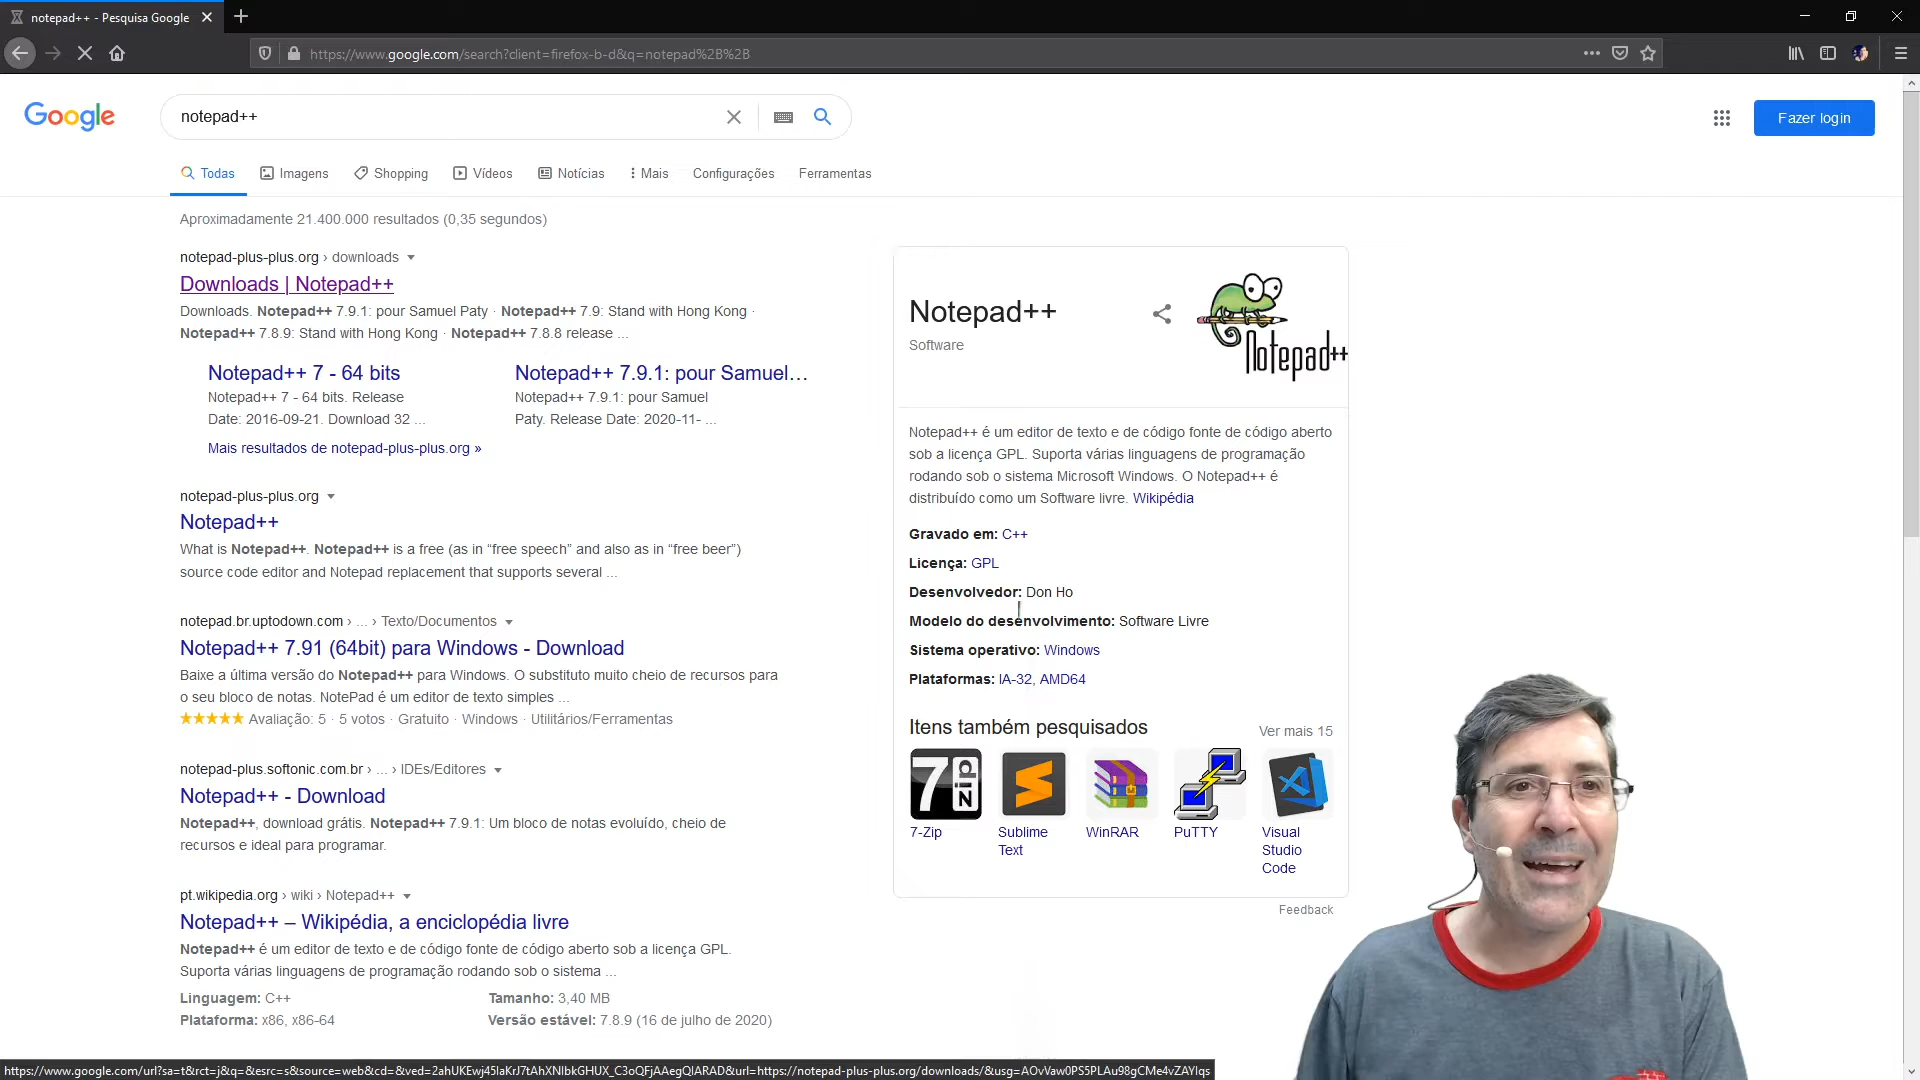 notepad++ - Pesquisa Google
https://www.google.com/search?client=firefox-b-d&q=notepad%2B%2B
Google
notepad++
Fazer login
Todas
Imagens
Shopping
Vídeos
Notícias
Mais
Configurações
Ferramentas
Aproximadamente 21.400.000 resultados (0,35 segundos)
notepad-plus-plus.org › downloads
Downloads | Notepad++
Downloads. Notepad++ 7.9.1: pour Samuel Paty · Notepad++ 7.9: Stand with Hong Kong ·
Notepad++ 7.8.9: Stand with Hong Kong · Notepad++ 7.8.8 release ...
Notepad++ 7 - 64 bits
Notepad++ 7 - 64 bits. Release
Date: 2016-09-21. Download 32 ...
Notepad++ 7.9.1: pour Samuel...
Notepad++ 7.9.1: pour Samuel
Paty. Release Date: 2020-11- ...
Mais resultados de notepad-plus-plus.org »
notepad-plus-plus.org
Notepad++
What is Notepad++. Notepad++ is a free (as in “free speech” and also as in “free beer”)
source code editor and Notepad replacement that supports several ...
notepad.br.uptodown.com › ... › Texto/Documentos
Notepad++ 7.91 (64bit) para Windows - Download
Baixe a última versão do Notepad++ para Windows. O substituto muito cheio de recursos para
o seu bloco de notas. NotePad é um editor de texto simples ...
Avaliação: 5 · 5 votos · Gratuito · Windows · Utilitários/Ferramentas
notepad-plus.softonic.com.br › ... › IDEs/Editores
Notepad++ - Download
Notepad++, download grátis. Notepad++ 7.9.1: Um bloco de notas evoluído, cheio de
recursos e ideal para programar.
pt.wikipedia.org › wiki › Notepad++
Notepad++ – Wikipédia, a enciclopédia livre
Notepad++ é um editor de texto e de código fonte de código aberto sob a licença GPL.
Suporta várias linguagens de programação rodando sob o sistema ...
Linguagem: C++
Tamanho: 3,40 MB
Plataforma: x86, x86-64
Versão estável: 7.8.9 (16 de julho de 2020)
Notepad++
Software
Notepad++
Notepad++ é um editor de texto e de código fonte de código aberto
sob a licença GPL. Suporta várias linguagens de programação
rodando sob o sistema Microsoft Windows. O Notepad++ é
distribuído como um Software livre. Wikipédia
Gravado em: C++
Licença: GPL
Desenvolvedor: Don Ho
Modelo do desenvolvimento: Software Livre
Sistema operativo: Windows
Plataformas: IA-32, AMD64
Itens também pesquisados
Ver mais 15
7 zip
7-Zip
Sublime
Text
WinRAR
PuTTY
Visual
Studio
Code
Feedback